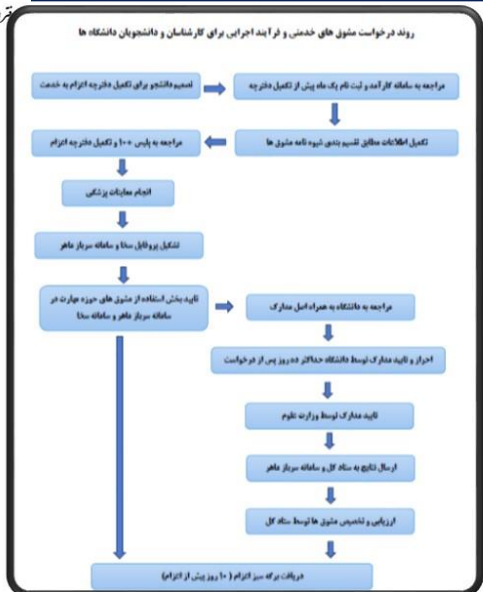 روند درخواست مشوق های خدمتی و فرآیند اجرایی برای کارشناسان و دانشجویان دانشگاه ها
تصمیم دانشجو برای تکمیل دفترچه اعزام به خدمت
مراجعه به سامانه کارآمد و ثبت نام یک ماه پیش از تکمیل دفترچه
تکمیل اطلاعات مطابق تقسیم بندی شیوه نامه مشوق ها
مراجعه به پلیس +۱۰ و تکمیل دفترچه اعزام
انجام معاینات پزشکی
تشکیل پروفایل سخا و سامانه سرباز ماهر
تایید بخش استفاده از مشوق های حوزه مهارت در
سامانه سرباز ماهر و سامانه سخا
مراجعه به دانشگاه به همراه اصل مدارک
احراز و تایید مدارک توسط دانشگاه حداکثر ده روز پس از درخواست
تایید مدارک توسط وزارت علوم
ارسال نتایج به ستاد کل و سامانه سرباز ماهر
ارزیابی و تخصیص مشوق ها توسط ستاد کل
دریافت برگه سبز اعزام (۱۰ روز پیش از اعزام)